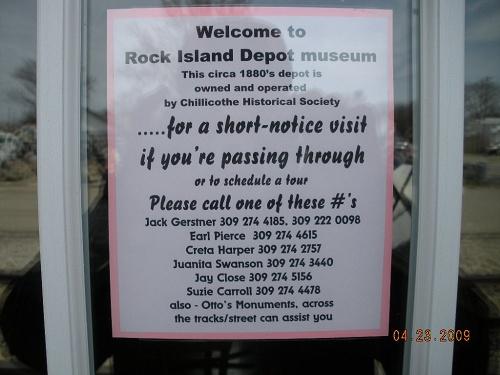 Welcome to
Rock Island Depot museum
This circa 1880's depot is
owned and operated
by Chillicothe Historical Society
.....for a short-notice visit
if you're passing through
or to schedule a tour
Please call one of these #'s
Jack Gerstner 309 274 4185, 309 222 0098
Earl Pierce 309 274 4615
Creta Harper 309 274 2757
Juanita Swanson 309 274 3440
Jay Close 309 274 5156
Suzie Carroll 309 274 4478
also - Otto's Monuments, across
the tracks/street can assist you
04.23.2009